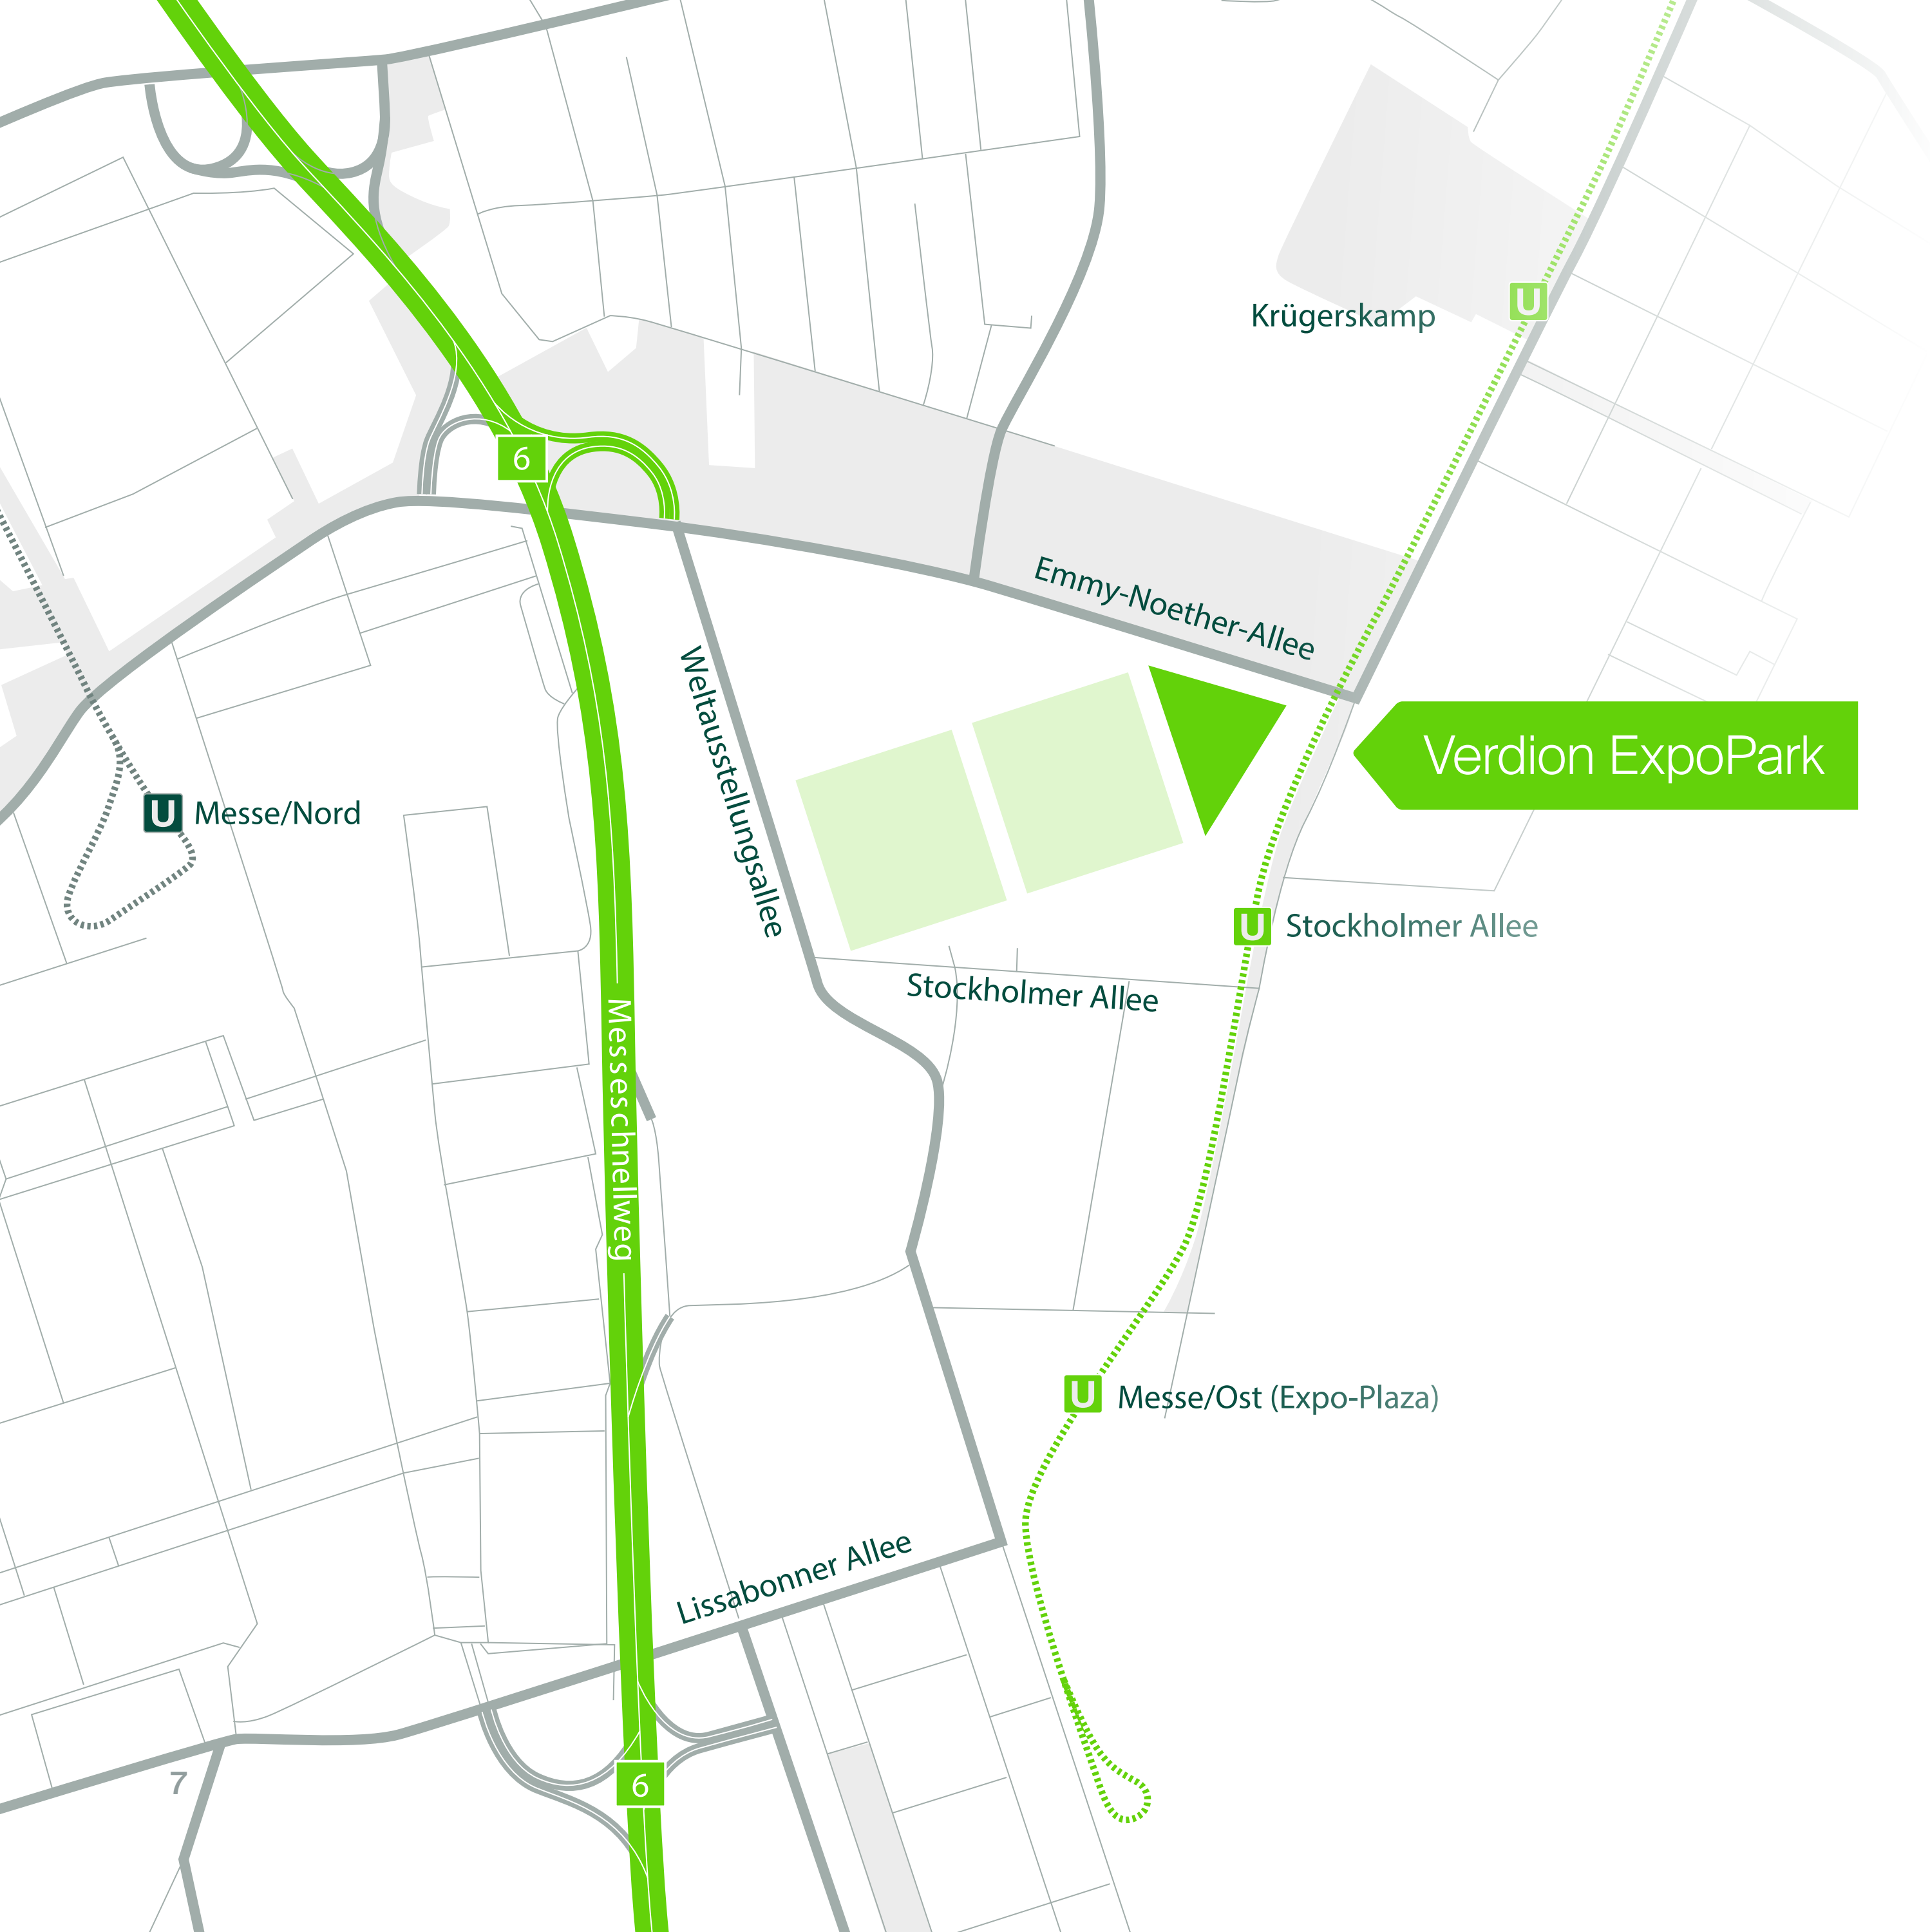 U
Krügerskamp
6
Emmy-Noether-Allee
Weltausstellungsallee
Verdion ExpoPark
U Messe/Nord
U Stockholmer Allee
Stockholmer Allee
Messeschnellweg
U Messe/Ost (Expo-Plaza)
Lissabonner Allee
7
6